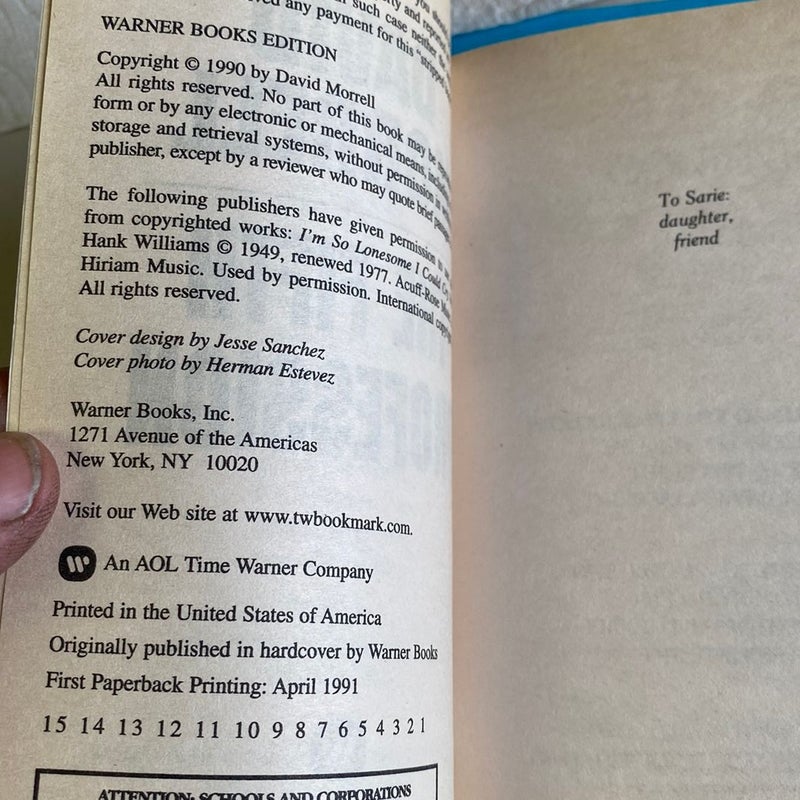 any payment for this "stripped
WARNER BOOKS EDITION
Copyright © 1990 by David Morrell
All rights reserved. No part of this book may be
form or by any electronic or mechanical means,
storage and retrieval systems, without permission in
publisher, except by a reviewer who may quote brief
The following publishers have given permission to
from copyrighted works: I'm So Lonesome I Could
Hank Williams © 1949, renewed 1977. Acuff-Rose
Hiriam Music. Used by permission. International
All rights reserved.
Cover design by Jesse Sanchez
Cover photo by Herman Estevez
Warner Books, Inc.
1271 Avenue of the Americas
New York, NY 10020
Visit our Web site at www.twbookmark.com.
An AOL Time Warner Company
Printed in the United States of America
Originally published in hardcover by Warner Books
First Paperback Printing: April 1991
15 14 13 12 11 10 9 8 7 6 5 4 3 2 1
ATTENTION: SCHOOLS AND CORPORATIONS
To Sarie:
daughter,
friend